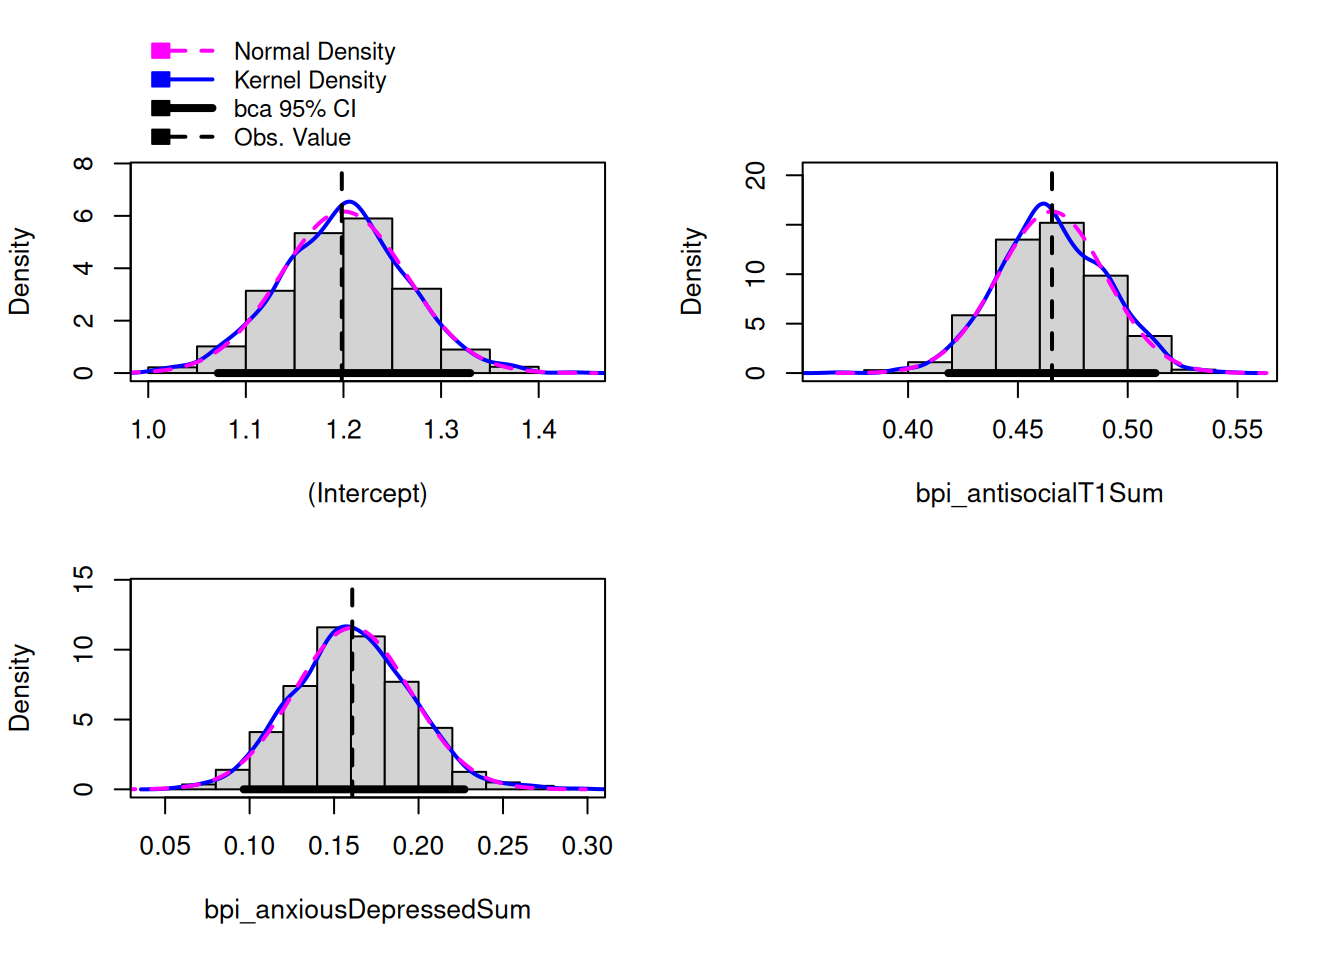 Normal Density
Kernel Density
bca 95% CI
Obs. Value
Density
0 2 4 6 8
1.0 1.1 1.2 1.3 1.4
(Intercept)
Density
0 5 10 20
0.40 0.45 0.50 0.55
bpi_antisocialT1Sum
Density
0 5 10 15
0.05 0.10 0.15 0.20 0.25 0.30
bpi_anxiousDepressedSum